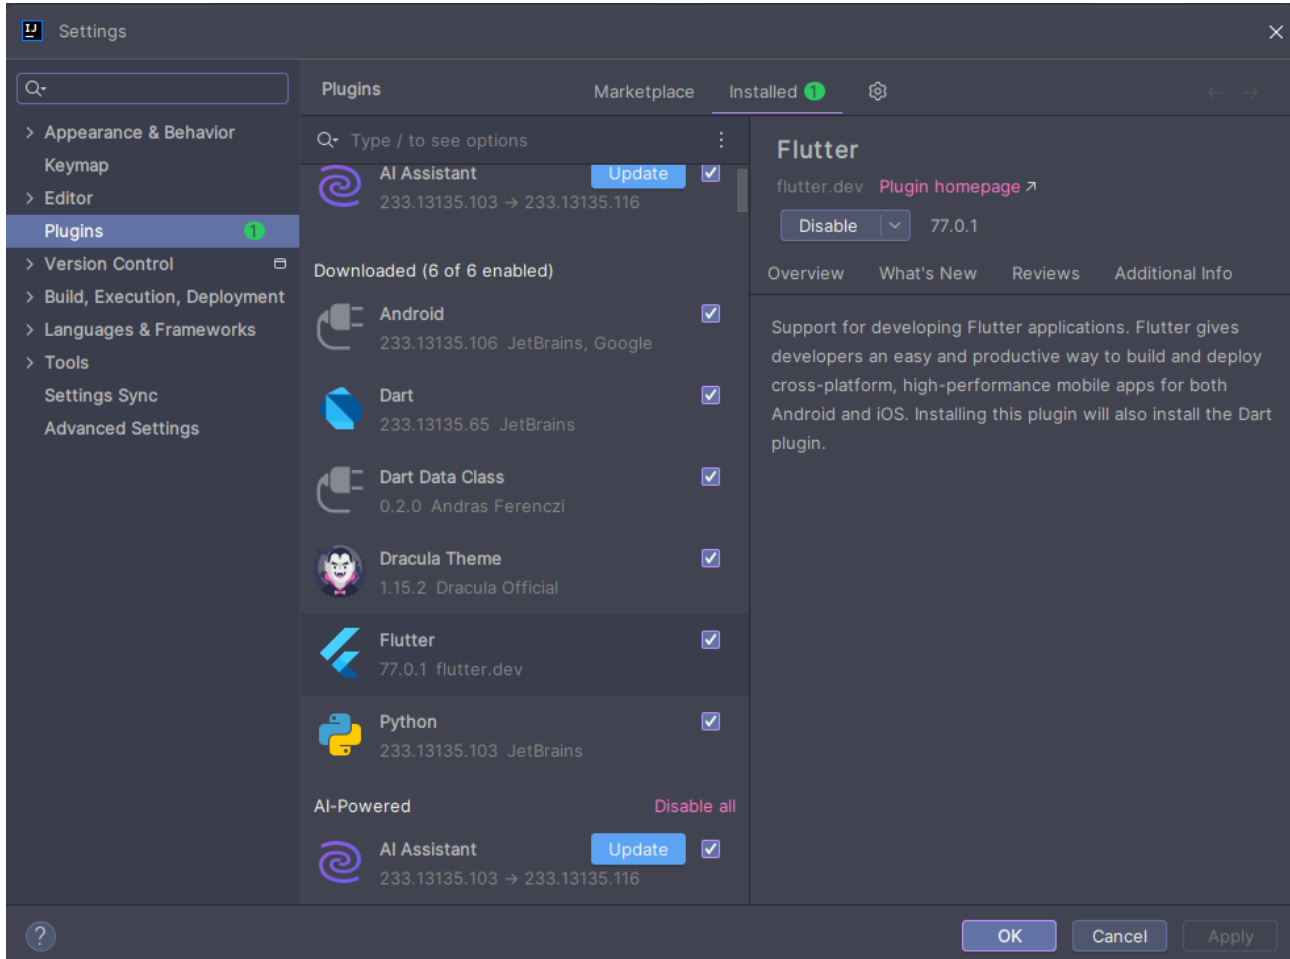 IJ
Settings
Appearance & Behavior
Keymap
Editor
Plugins 1
Version Control
Build, Execution, Deployment
Languages & Frameworks
Tools
Settings Sync
Advanced Settings
Plugins
Marketplace
Installed 1
Type / to see options
AI Assistant
Update
233.13135.103 → 233.13135.116
Downloaded (6 of 6 enabled)
Android
233.13135.106 JetBrains, Google
Dart
233.13135.65 JetBrains
Dart Data Class
0.2.0 Andras Ferenczi
Dracula Theme
1.15.2 Dracula Official
Flutter
77.0.1 flutter.dev
Python
233.13135.103 JetBrains
AI-Powered
Disable all
AI Assistant
Update
233.13135.103 → 233.13135.116
Flutter
flutter.dev Plugin homepage ↗
Disable
77.0.1
Overview
What's New
Reviews
Additional Info
Support for developing Flutter applications. Flutter gives
developers an easy and productive way to build and deploy
cross-platform, high-performance mobile apps for both
Android and iOS. Installing this plugin will also install the Dart
plugin.
?
OK
Cancel
Apply